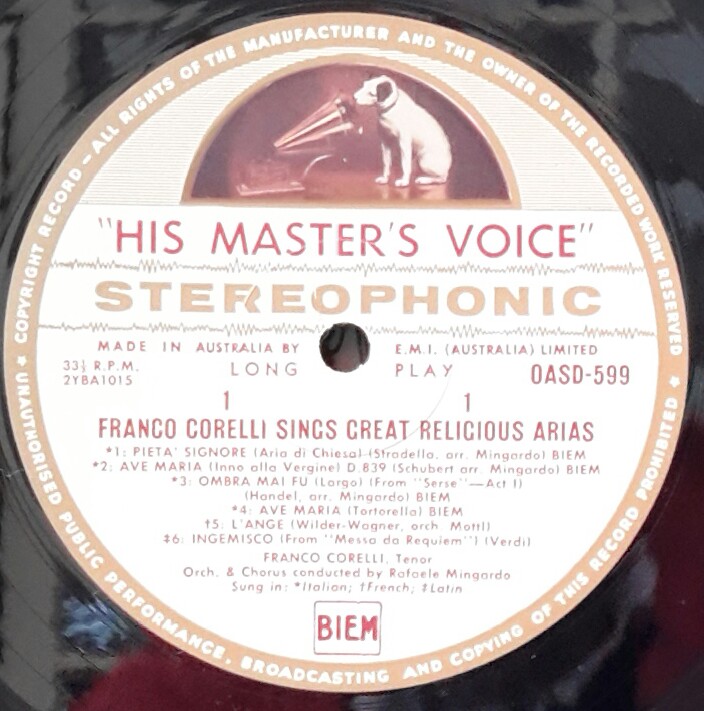 COPYRIGHT RECORD – ALL RIGHTS OF THE MANUFACTURER AND THE OWNER OF THE RECORDED WORK RESERVED
"HIS MASTER'S VOICE"
STEREOPHONIC
MADE IN AUSTRALIA BY E.M.I. (AUSTRALIA) LIMITED
33⅓ R.P.M. LONG PLAY OASD-599
2YBA1015
1 1
FRANCO CORELLI SINGS GREAT RELIGIOUS ARIAS
*1: PIETA' SIGNORE (Aria di Chiesa) (Stradella, arr. Mingardo) BIEM
*2: AVE MARIA (Inno alla Vergine) D.839 (Schubert arr. Mingardo) BIEM
*3: OMBRA MAI FU (Largo) (From "Serse"—Act I)
(Handel, arr. Mingardo) BIEM
*4: AVE MARIA (Tortorella) BIEM
†5: L'ANGE (Wilder-Wagner, orch. Mottl)
‡6: INGEMISCO (From "Messa da Requiem") (Verdi)
FRANCO CORELLI, Tenor
Orch. & Chorus conducted by Rafaele Mingardo
Sung in: *Italian; †French; ‡Latin
BIEM
★ UNAUTHORISED PUBLIC PERFORMANCE, BROADCASTING AND COPYING OF THIS RECORD PROHIBITED ★